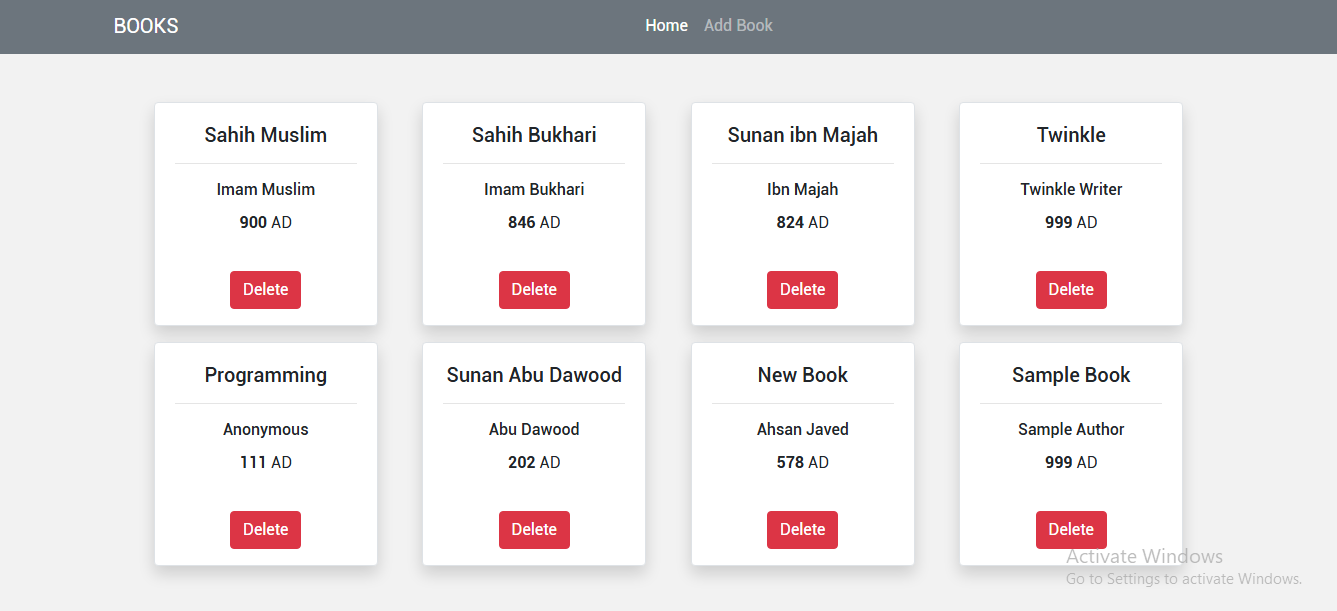 BOOKS
Home Add Book
Sahih Muslim
Imam Muslim
900 AD
Delete
Sahih Bukhari
Imam Bukhari
846 AD
Delete
Sunan ibn Majah
Ibn Majah
824 AD
Delete
Twinkle
Twinkle Writer
999 AD
Delete
Programming
Anonymous
111 AD
Delete
Sunan Abu Dawood
Abu Dawood
202 AD
Delete
New Book
Ahsan Javed
578 AD
Delete
Sample Book
Sample Author
999 AD
Delete
Activate Windows
Go to Settings to activate Windows.